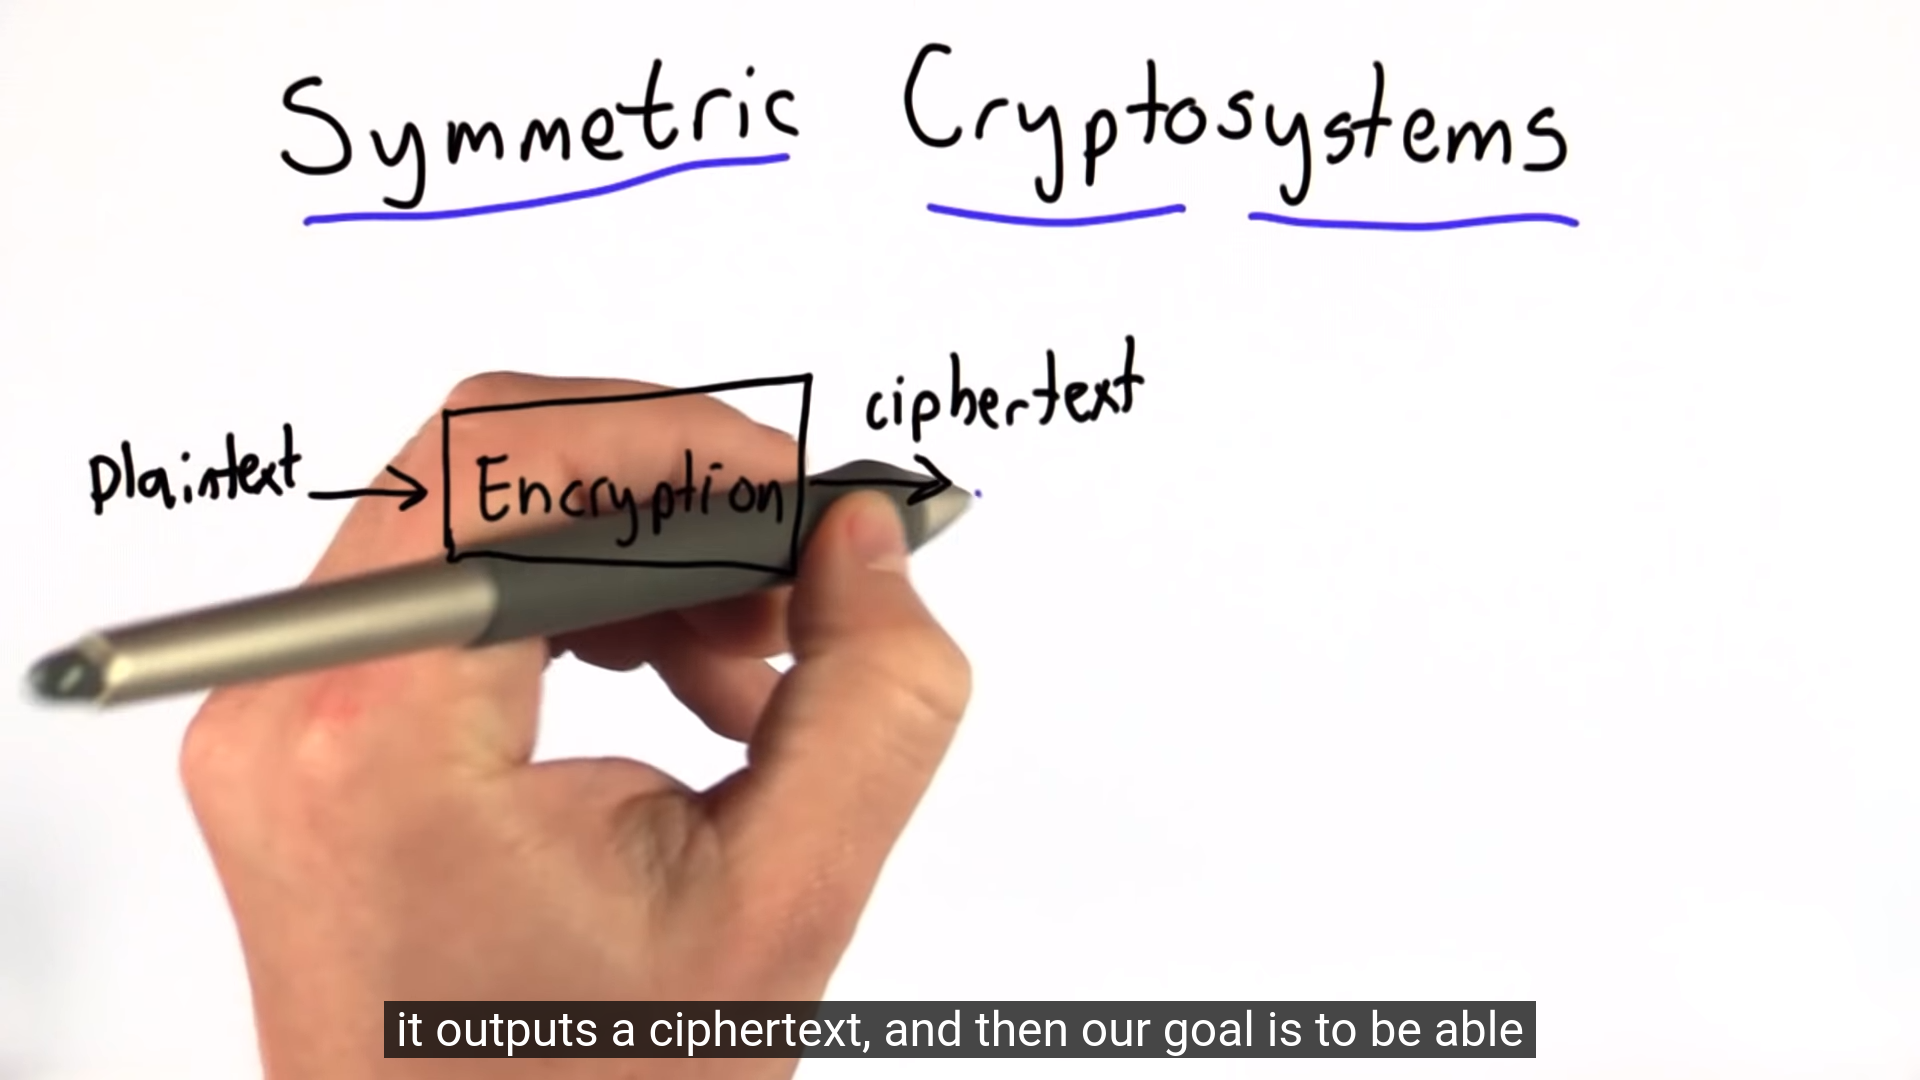 Symmetric Cryptosystems
ciphertext
plaintext
Encryption
it outputs a ciphertext, and then our goal is to be able